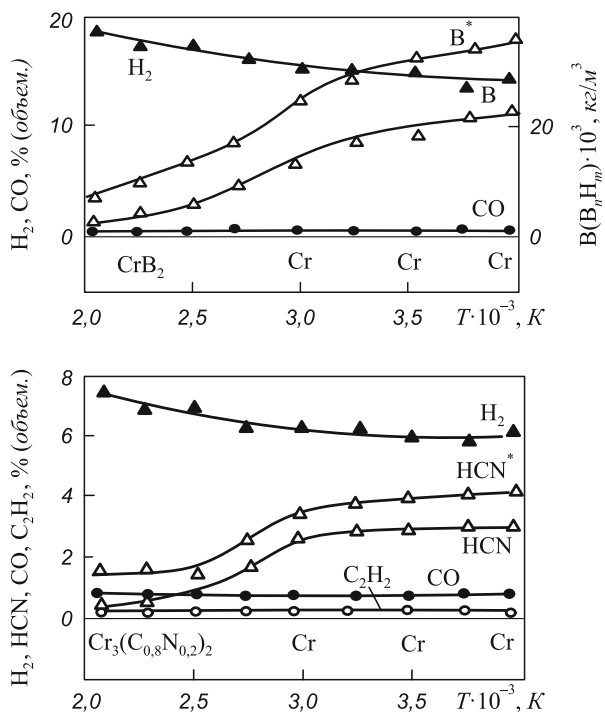 H₂, CO, % (объем.)
20
10
0
H₂
B*
B
CO
20
0
B(BₙHₘ)·10³, кг/м³
CrB₂ Cr Cr Cr
2,0 2,5 3,0 3,5 T·10⁻³, К
H₂, HCN, CO, C₂H₂, % (объем.)
8
6
4
2
0
H₂
HCN*
HCN
C₂H₂
CO
Cr₃(C₀,₈N₀,₂)₂ Cr Cr Cr
2,0 2,5 3,0 3,5 T·10⁻³, К